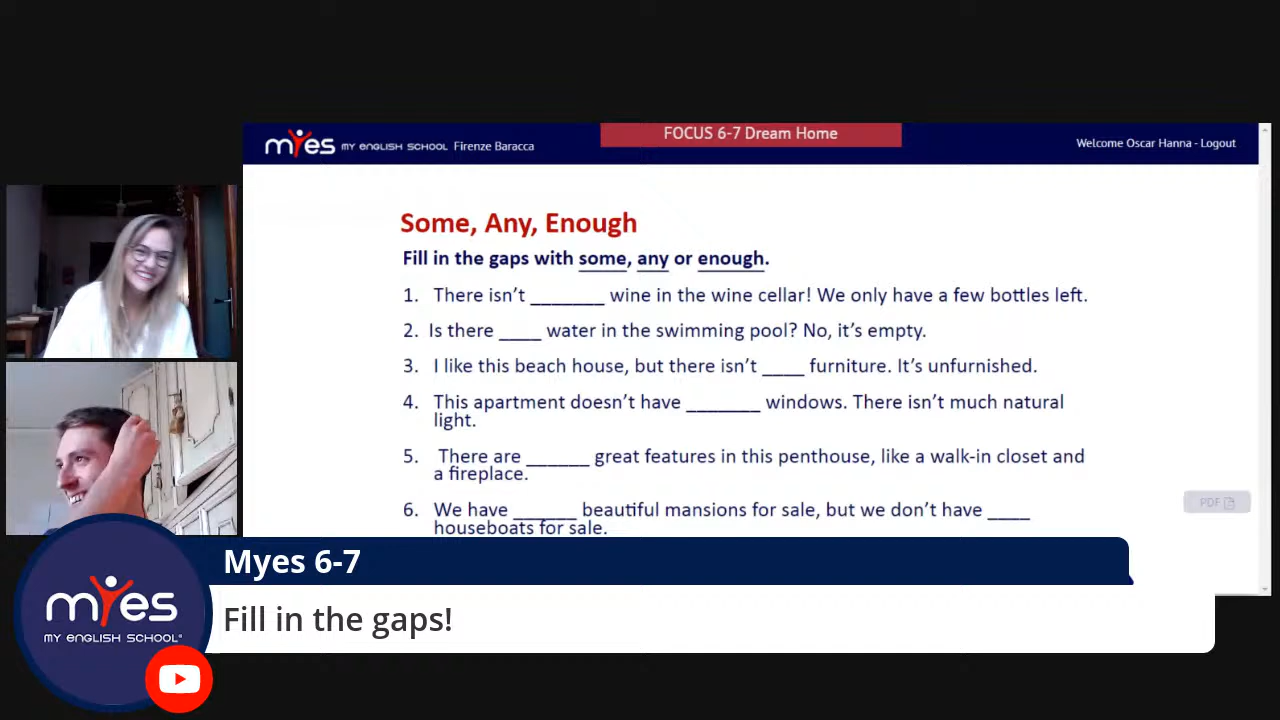 FOCUS 6-7 Dream Home
myes MY ENGLISH SCHOOL Firenze Baracca
Welcome Oscar Hanna - Logout
Some, Any, Enough
Fill in the gaps with some, any or enough.
1. There isn't _______ wine in the wine cellar! We only have a few bottles left.
2. Is there ____ water in the swimming pool? No, it's empty.
3. I like this beach house, but there isn't ____ furniture. It's unfurnished.
4. This apartment doesn't have _______ windows. There isn't much natural
light.
5. There are ______ great features in this penthouse, like a walk-in closet and
a fireplace.
6. We have ______ beautiful mansions for sale, but we don't have ____
houseboats for sale.
PDF
Myes 6-7
Fill in the gaps!
myes
MY ENGLISH SCHOOL®